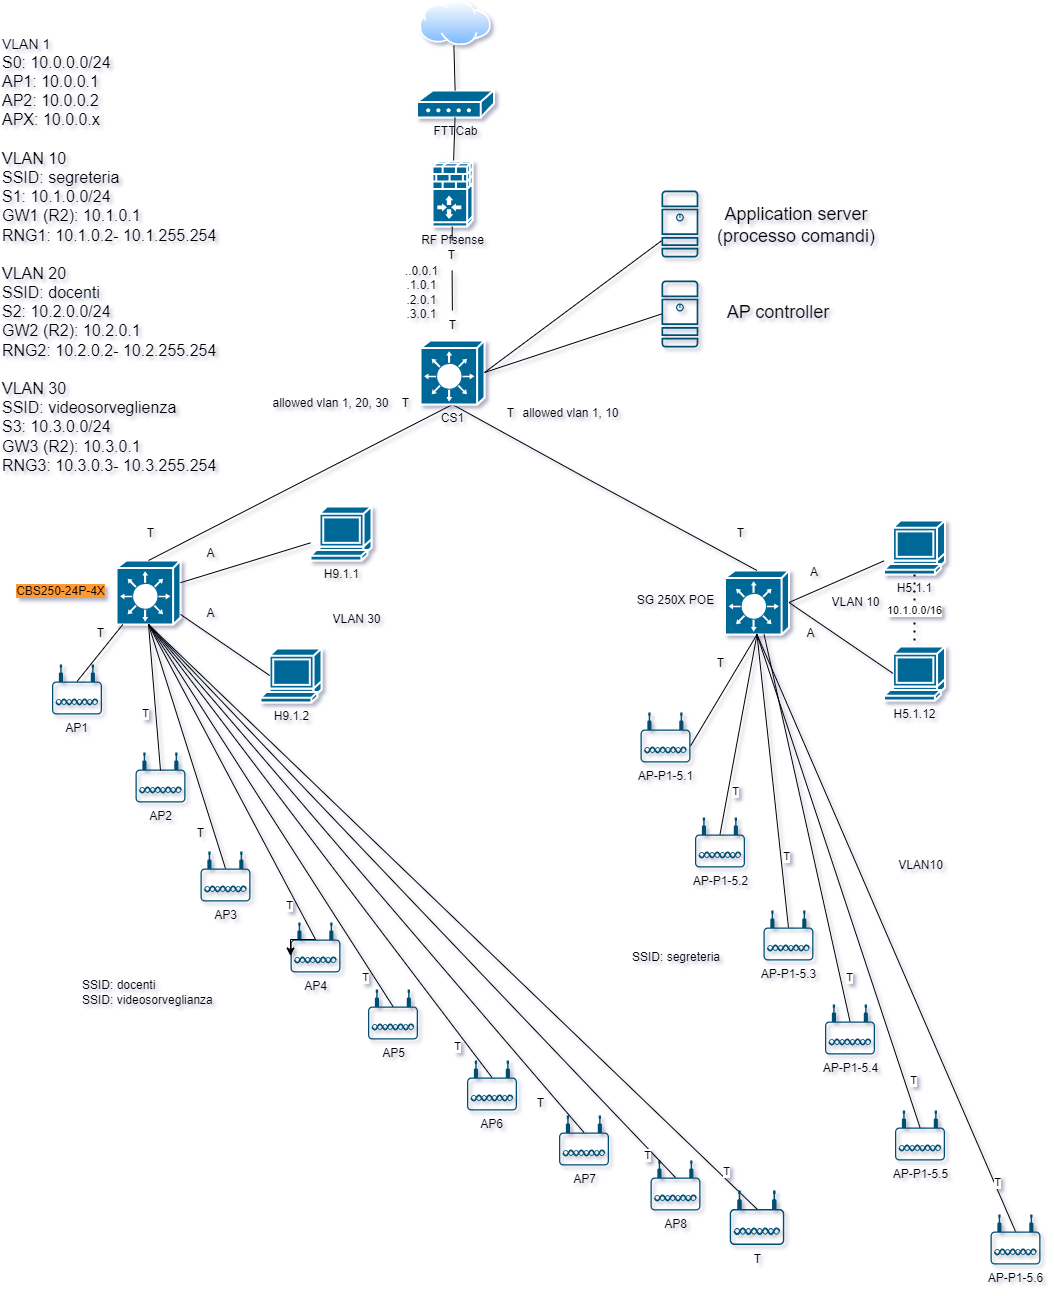 VLAN 1
S0: 10.0.0.0/24
AP1: 10.0.0.1
AP2: 10.0.0.2
APX: 10.0.0.x
VLAN 10
SSID: segreteria
S1: 10.1.0.0/24
GW1 (R2): 10.1.0.1
RNG1: 10.1.0.2- 10.1.255.254
VLAN 20
SSID: docenti
S2: 10.2.0.0/24
GW2 (R2): 10.2.0.1
RNG2: 10.2.0.2- 10.2.255.254
VLAN 30
SSID: videosorveglienza
S3: 10.3.0.0/24
GW3 (R2): 10.3.0.1
RNG3: 10.3.0.3- 10.3.255.254
FTTCab
RF Pfsense
T
..0.0.1
.1.0.1
.2.0.1
.3.0.1
T
Application server
(processo comandi)
AP controller
CS1
allowed vlan 1, 20, 30 T
T allowed vlan 1, 10
T
A
H9.1.1
CBS250-24P-4X
A
VLAN 30
T
H9.1.2
AP1
T
AP2
T
AP3
T
AP4
SSID: docenti
SSID: videosorveglianza
T
AP5
T
AP6
T
AP7
T
AP8
T
T
T
SG 250X POE
A
H5.1.1
VLAN 10
10.1.0.0/16
A
H5.1.12
T
AP-P1-5.1
T
AP-P1-5.2
T
VLAN10
SSID: segreteria
AP-P1-5.3
T
AP-P1-5.4
T
AP-P1-5.5
T
AP-P1-5.6